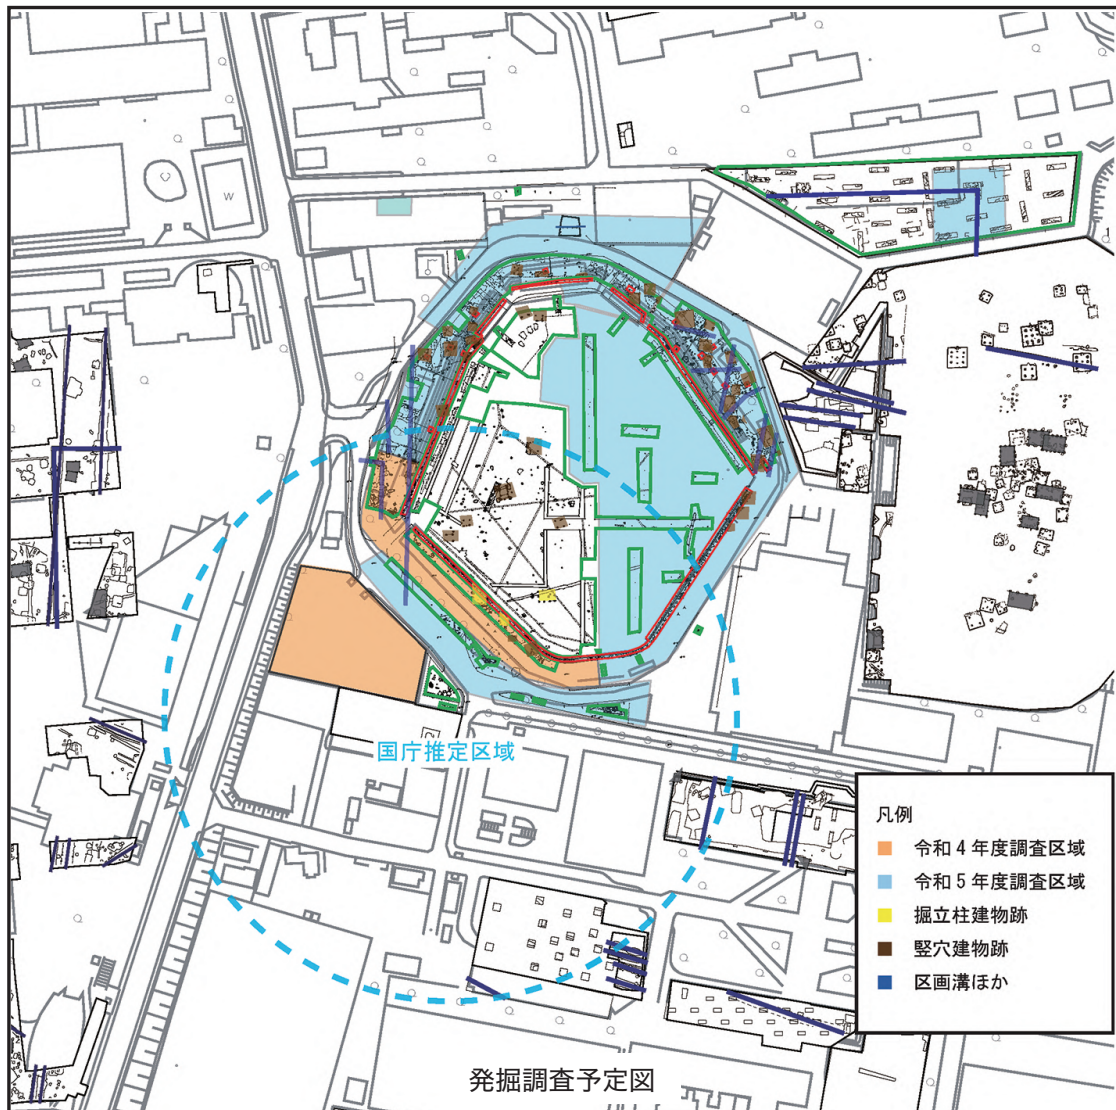 W
国庁推定区域
凡例
令和4年度調査区域
令和5年度調査区域
掘立柱建物跡
竪穴建物跡
区画溝ほか
発掘調査予定図